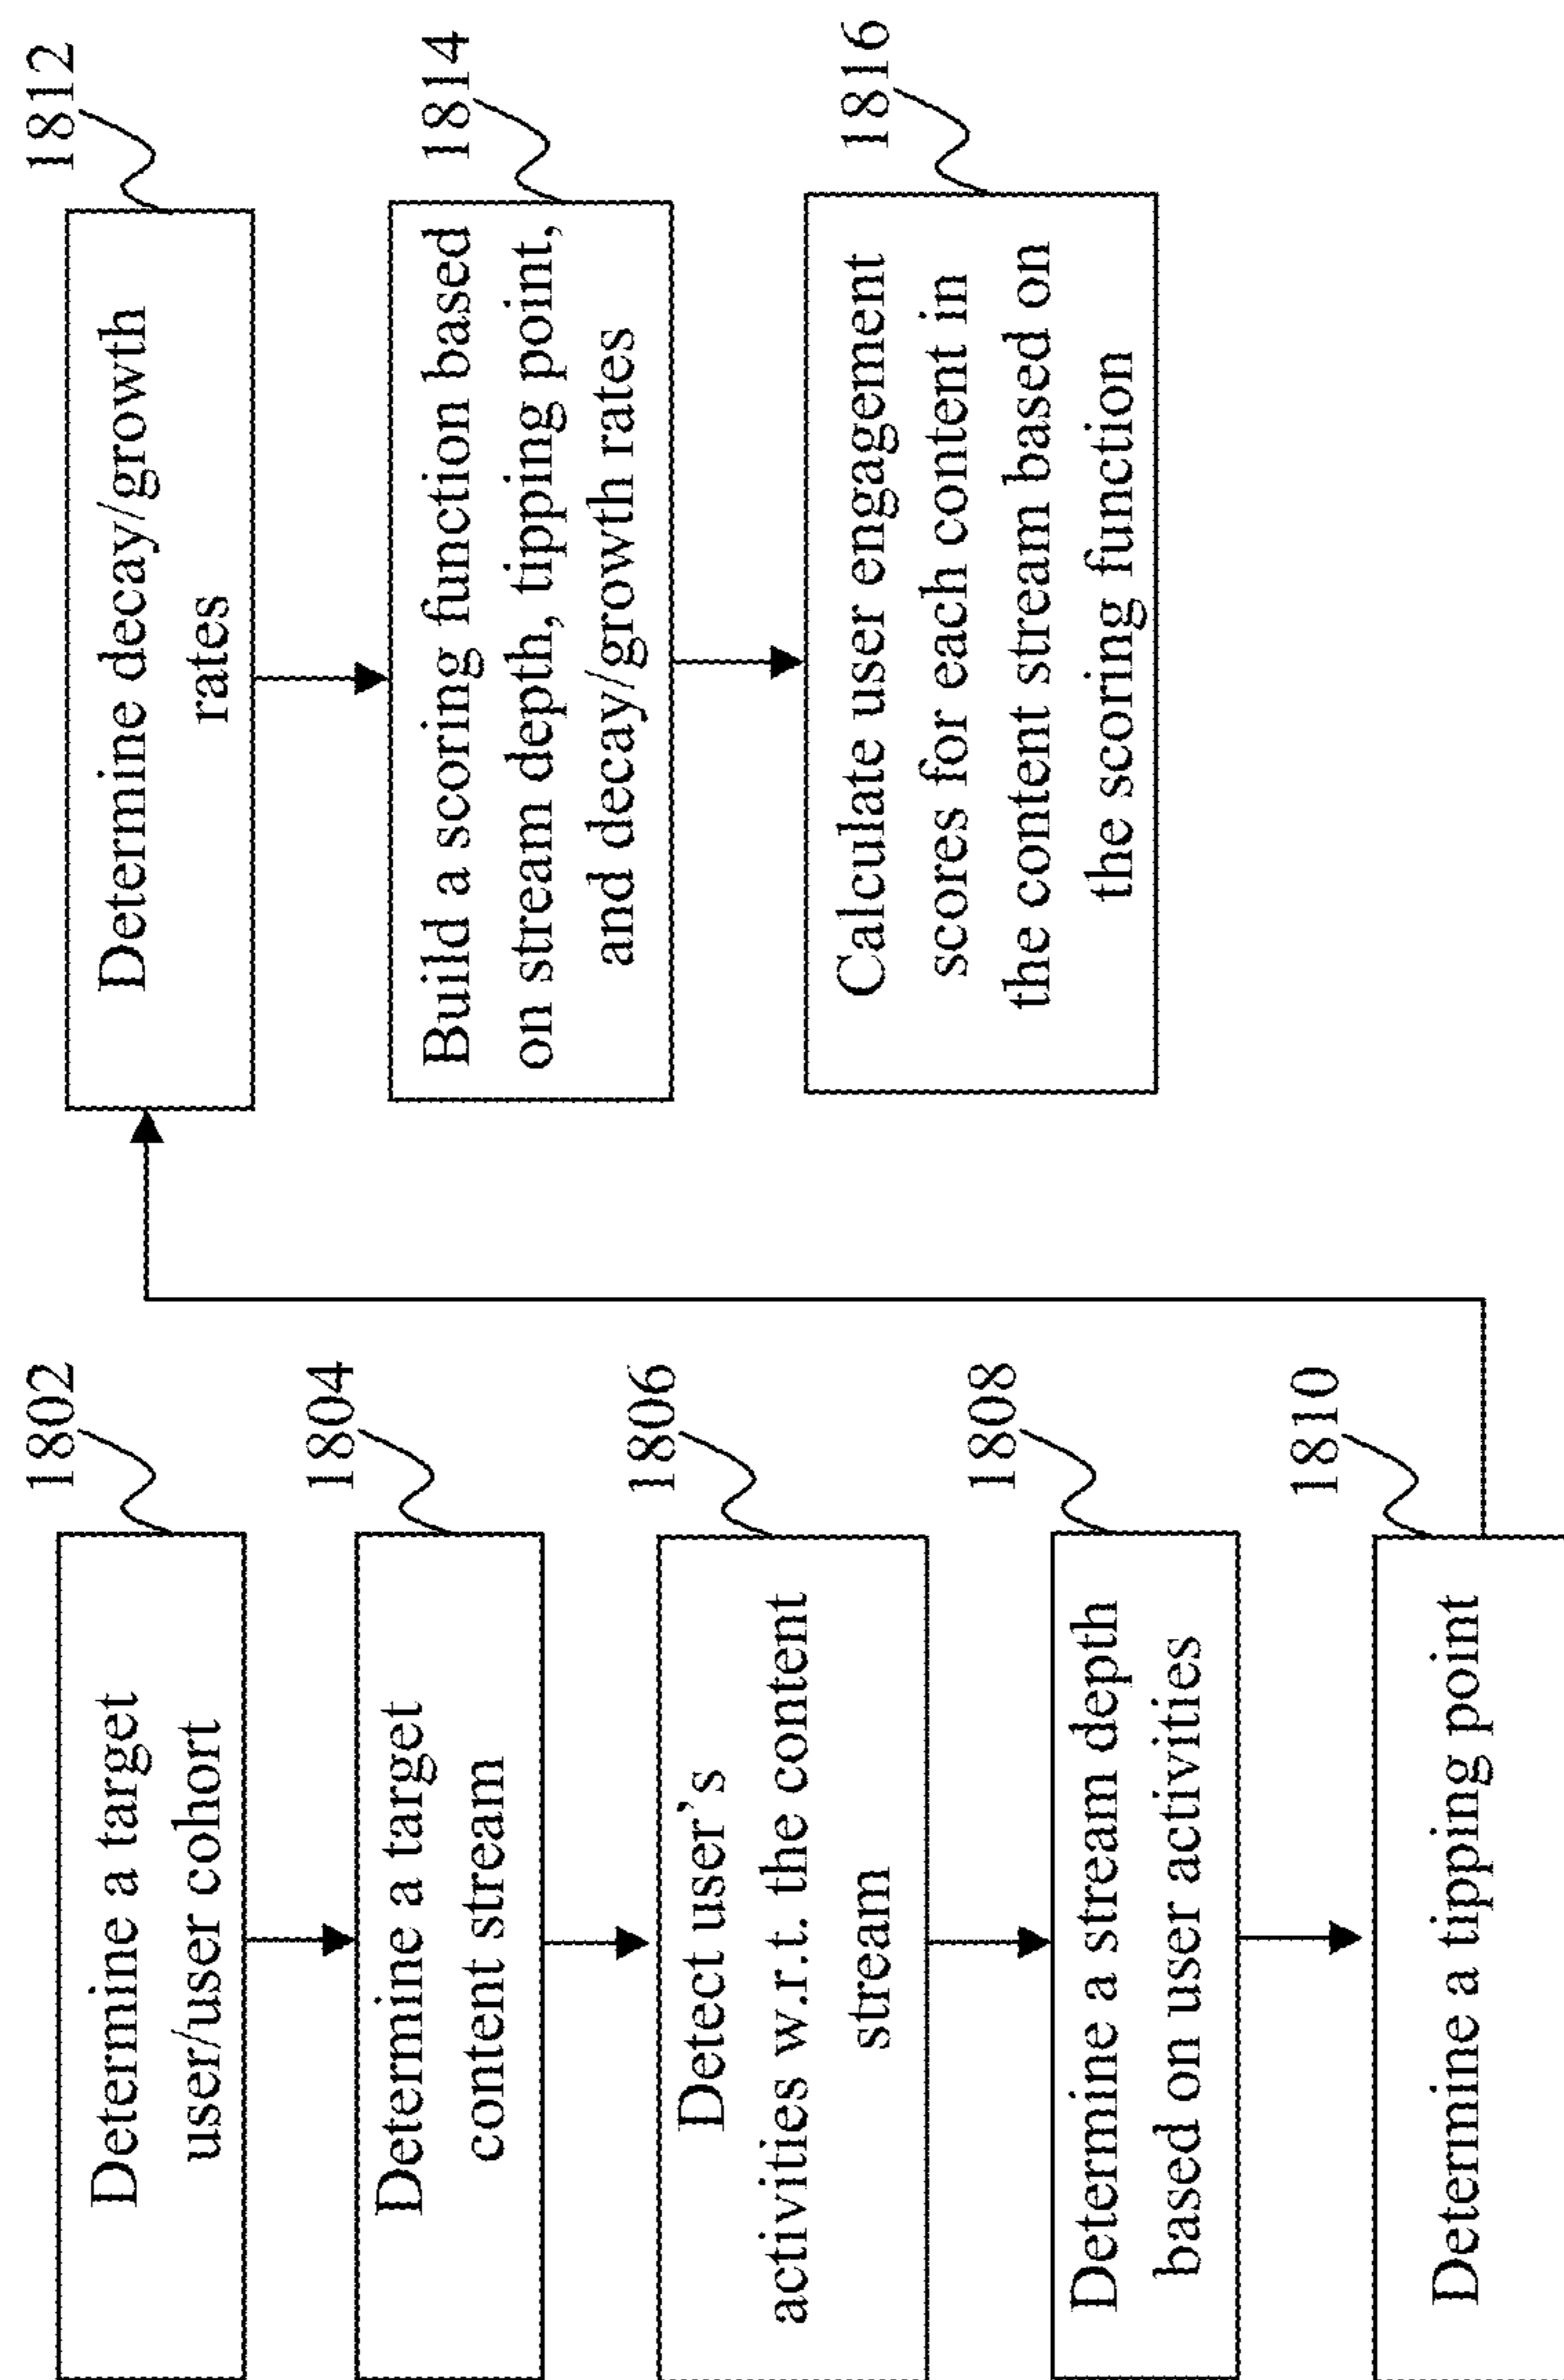 1802
Determine a target
user/user cohort
1804
Determine a target
content stream
1806
Detect user's
activities w.r.t. the content
stream
1808
Determine a stream depth
based on user activities
1810
Determine a tipping point
1812
Determine decay/growth
rates
1814
Build a scoring function based
on stream depth, tipping point,
and decay/growth rates
1816
Calculate user engagement
scores for each content in
the content stream based on
the scoring function